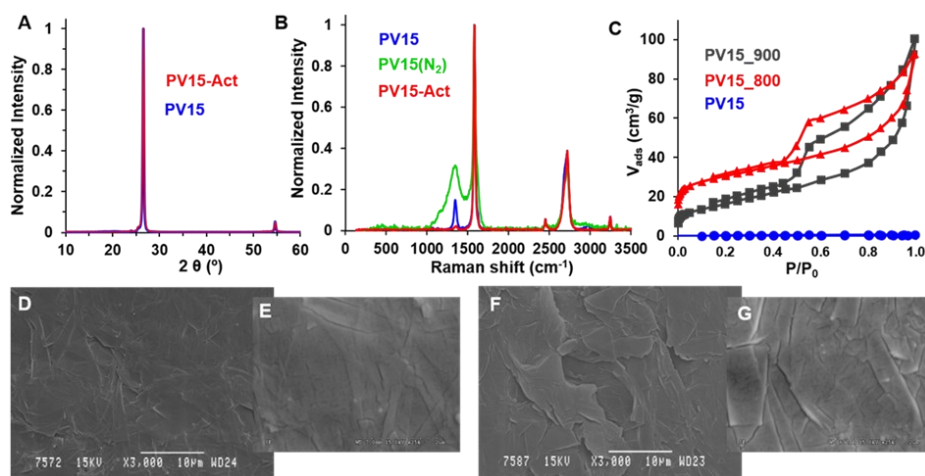 A
Normalized Intensity
1
0.8
0.6
0.4
0.2
0
PV15-Act
PV15
10 20 30 40 50 60
2 θ (º)
B
Normalized Intensity
1
0.8
0.6
0.4
0.2
0
PV15
PV15(N₂)
PV15-Act
0 500 1000 1500 2000 2500 3000 3500
Raman shift (cm⁻¹)
C
Vads (cm³/g)
100
80
60
40
20
0
PV15_900
PV15_800
PV15
0.0 0.2 0.4 0.6 0.8 1.0
P/P₀
D
7572 15KV X3,000 10µm WD24
E
F
7587 15KV X3,000 10µm WD23
G